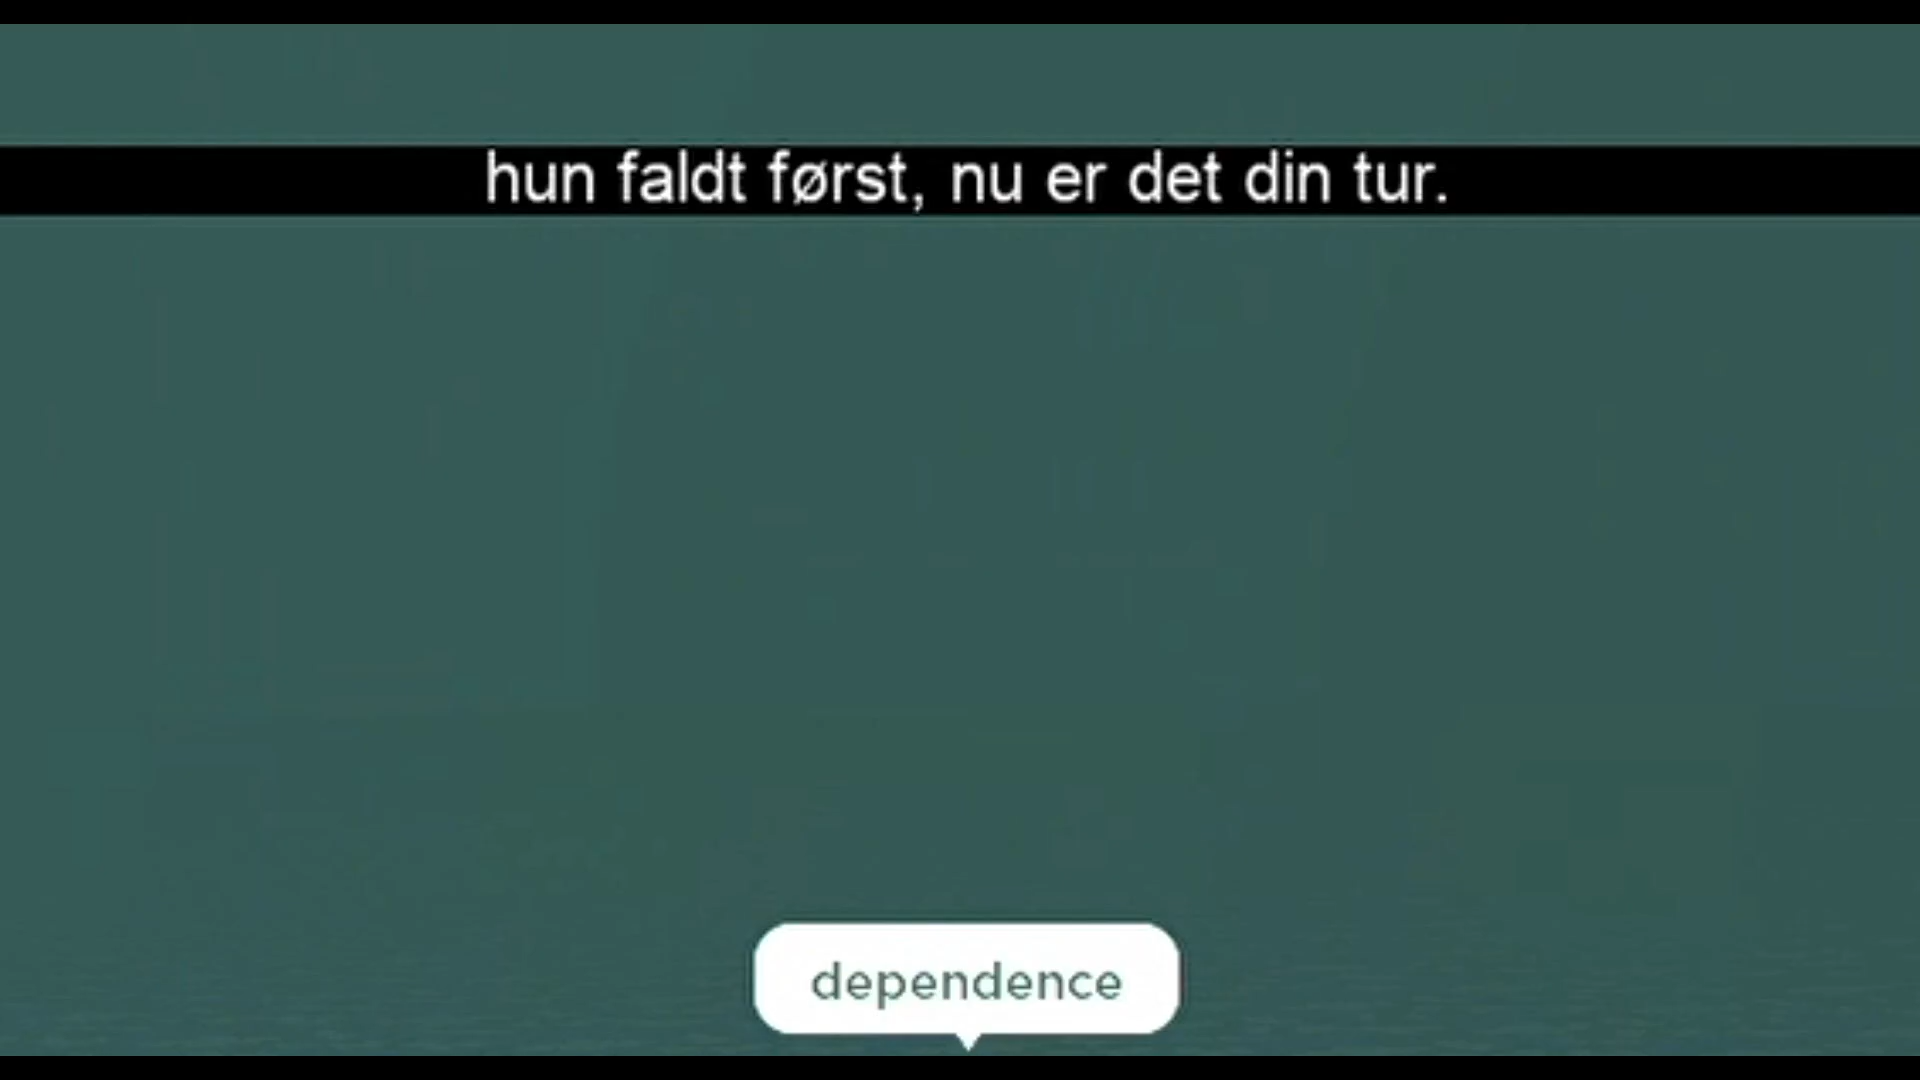 hun faldt først, nu er det din tur.
dependence